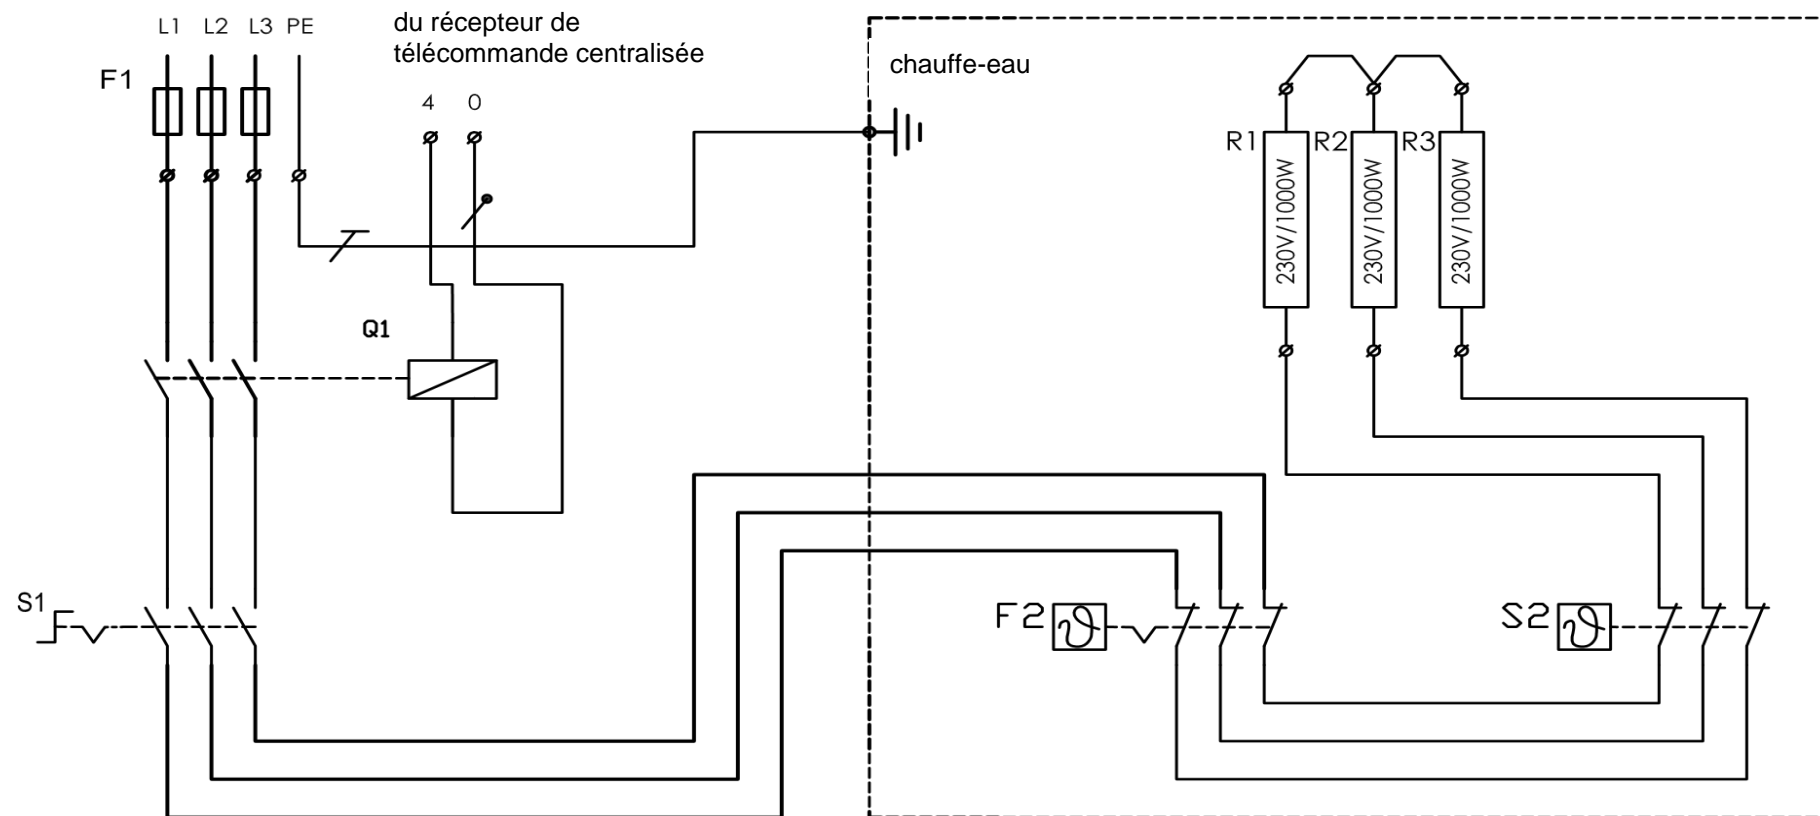 L1 L2 L3 PE
du récepteur de
télécommande centralisée
F1
chauffe-eau
4 0
R1 R2 R3
230V/1000W
230V/1000W
230V/1000W
Q1
S1
F2 ϑ
S2 ϑ